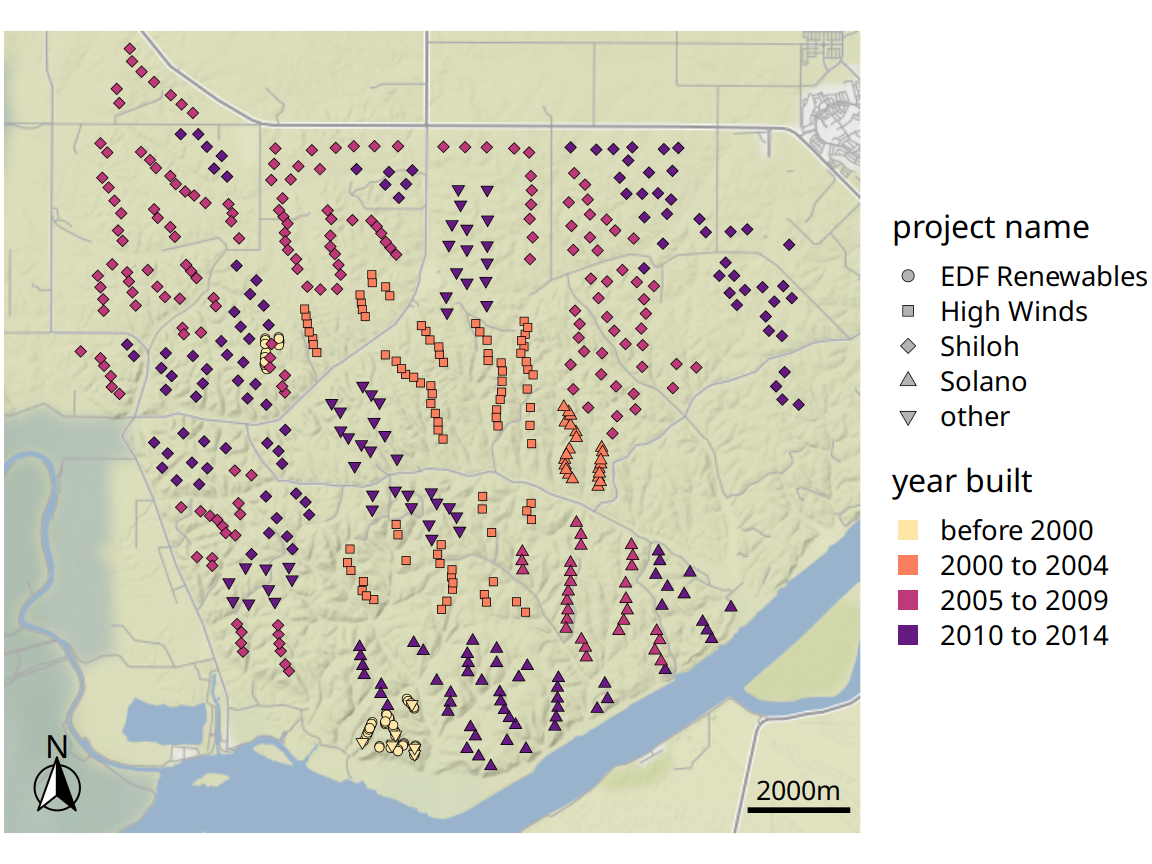 project name
EDF Renewables
High Winds
Shiloh
Solano
other
year built
before 2000
2000 to 2004
2005 to 2009
2010 to 2014
N
2000m